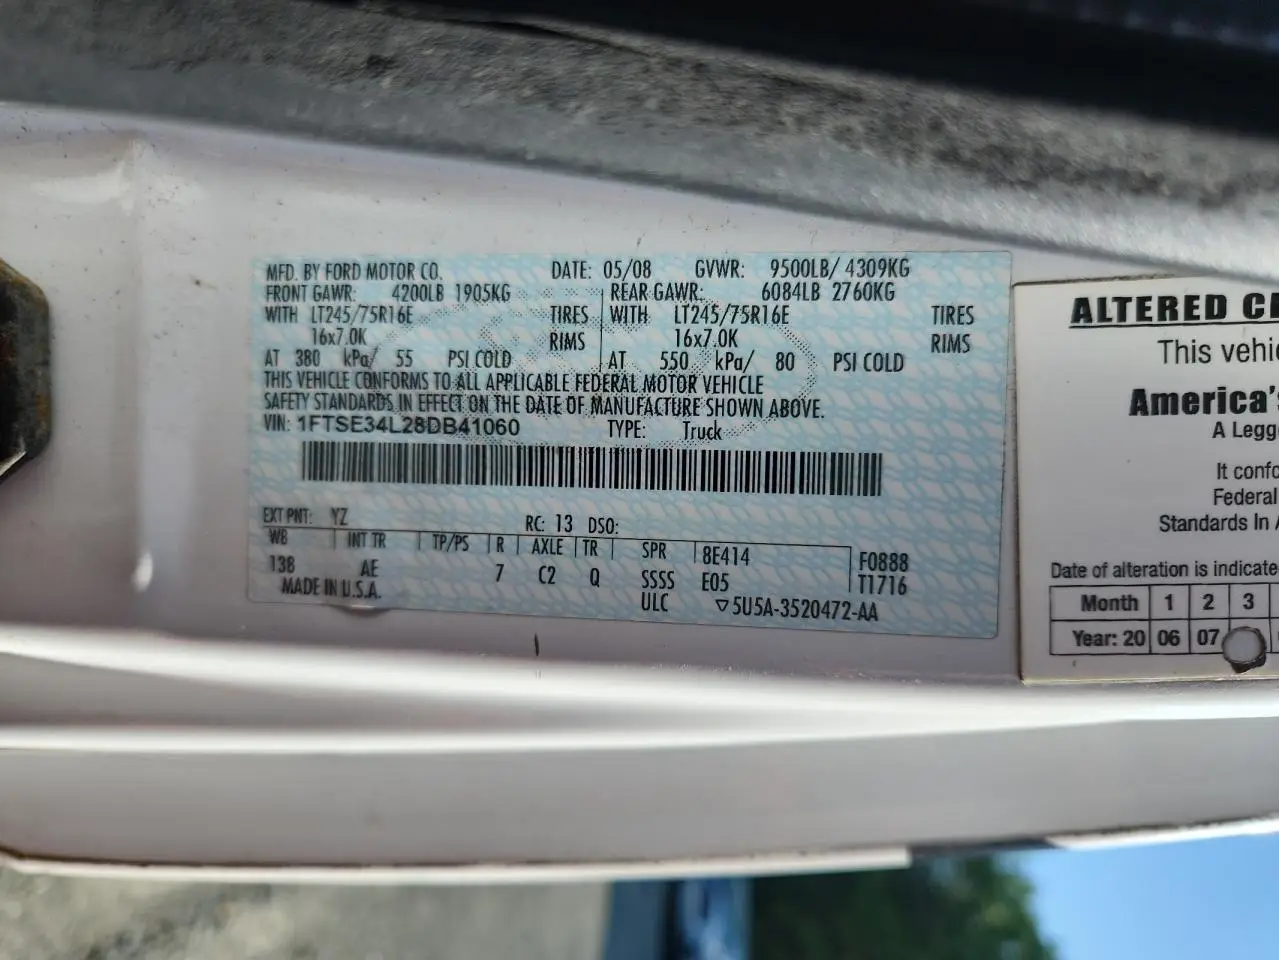 MFD. BY FORD MOTOR CO. DATE: 05/08 GVWR: 9500LB/ 4309KG
FRONT GAWR: 4200LB 1905KG REAR GAWR: 6084LB 2760KG
WITH LT245/75R16E TIRES WITH LT245/75R16E TIRES
16x7.0K RIMS 16x7.0K RIMS
AT 380 kPa/ 55 PSI COLD AT 550 kPa/ 80 PSI COLD
THIS VEHICLE CONFORMS TO ALL APPLICABLE FEDERAL MOTOR VEHICLE
SAFETY STANDARDS IN EFFECT ON THE DATE OF MANUFACTURE SHOWN ABOVE.
VIN: 1FTSE34L28DB41060 TYPE: Truck
EXT PNT: YZ RC: 13 DSO:
WB INT TR TP/PS R AXLE TR SPR 8E414 F0888
138 AE 7 C2 Q SSSS E05 T1716
MADE IN U.S.A. ULC ▽5U5A-3520472-AA
ALTERED
This
America's
A
It
Federal
Standards In
Date of alteration is
Month 1 2 3
Year: 20 06 07